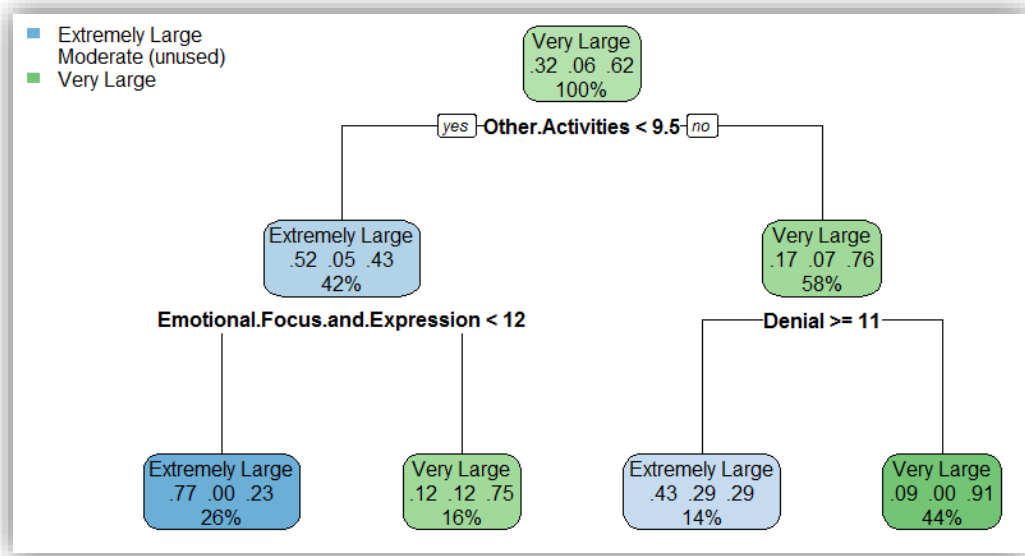 Extremely Large
Moderate (unused)
Very Large
Very Large
.32 .06 .62
100%
yes Other.Activities < 9.5 no
Extremely Large
.52 .05 .43
42%
Very Large
.17 .07 .76
58%
Emotional.Focus.and.Expression < 12
Denial >= 11
Extremely Large
.77 .00 .23
26%
Very Large
.12 .12 .75
16%
Extremely Large
.43 .29 .29
14%
Very Large
.09 .00 .91
44%